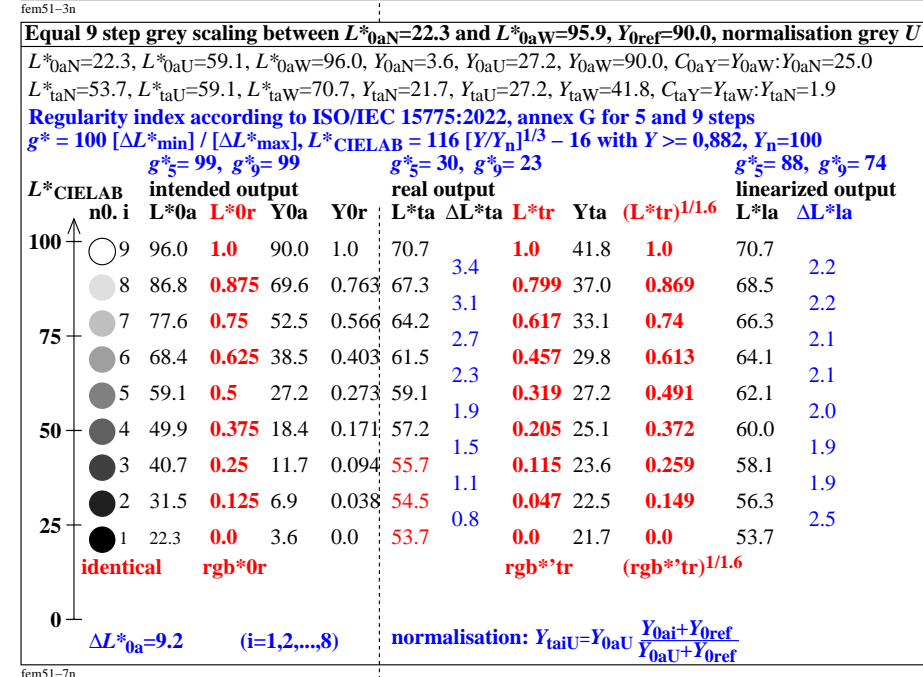 fem51–3n
Equal 9 step grey scaling between L*0aN=22.3 and L*0aW=95.9, Y0ref=90.0, normalisation grey U
L*0aN=22.3, L*0aU=59.1, L*0aW=96.0, Y0aN=3.6, Y0aU=27.2, Y0aW=90.0, C0aY=Y0aW:Y0aN=25.0
L*taN=53.7, L*taU=59.1, L*taW=70.7, YtaN=21.7, YtaU=27.2, YtaW=41.8, CtaY=YtaW:YtaN=1.9
Regularity index according to ISO/IEC 15775:2022, annex G for 5 and 9 steps
g* = 100 [ΔL*min] / [ΔL*max], L*CIELAB = 116 [Y/Yn]1/3 – 16 with Y >= 0,882, Yn=100
g*5= 99, g*9= 99 g*5= 30, g*9= 23 g*5= 88, g*9= 74
L*CIELAB intended output real output linearized output
n0. i L*0a L*0r Y0a Y0r L*ta ΔL*ta L*tr Yta (L*tr)1/1.6 L*la ΔL*la
100 9 96.0 1.0 90.0 1.0 70.7 1.0 41.8 1.0 70.7
3.4 2.2
8 86.8 0.875 69.6 0.763 67.3 0.799 37.0 0.869 68.5
3.1 2.2
7 77.6 0.75 52.5 0.566 64.2 0.617 33.1 0.74 66.3
75 2.7 2.1
6 68.4 0.625 38.5 0.403 61.5 0.457 29.8 0.613 64.1
2.3 2.1
5 59.1 0.5 27.2 0.273 59.1 0.319 27.2 0.491 62.1
1.9 2.0
50 4 49.9 0.375 18.4 0.171 57.2 0.205 25.1 0.372 60.0
1.5 1.9
3 40.7 0.25 11.7 0.094 55.7 0.115 23.6 0.259 58.1
1.1 1.9
2 31.5 0.125 6.9 0.038 54.5 0.047 22.5 0.149 56.3
25 0.8 2.5
1 22.3 0.0 3.6 0.0 53.7 0.0 21.7 0.0 53.7
identical rgb*0r rgb*'tr (rgb*'tr)1/1.6
0
ΔL*0a=9.2 (i=1,2,...,8) normalisation: YtaiU=Y0aU Y0ai+Y0ref
Y0aU+Y0ref
fem51–7n